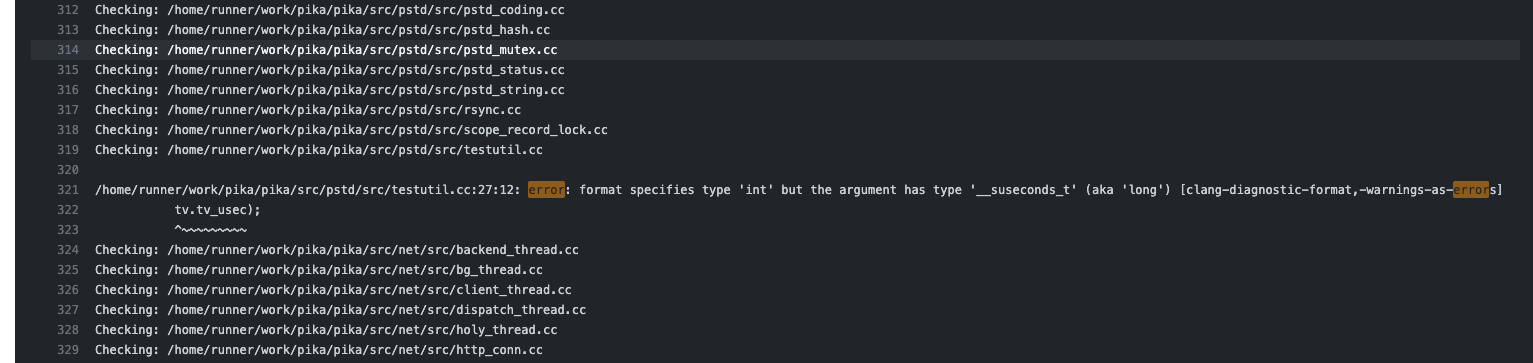 312 Checking: /home/runner/work/pika/pika/src/pstd/src/pstd_coding.cc
313 Checking: /home/runner/work/pika/pika/src/pstd/src/pstd_hash.cc
314 Checking: /home/runner/work/pika/pika/src/pstd/src/pstd_mutex.cc
315 Checking: /home/runner/work/pika/pika/src/pstd/src/pstd_status.cc
316 Checking: /home/runner/work/pika/pika/src/pstd/src/pstd_string.cc
317 Checking: /home/runner/work/pika/pika/src/pstd/src/rsync.cc
318 Checking: /home/runner/work/pika/pika/src/pstd/src/scope_record_lock.cc
319 Checking: /home/runner/work/pika/pika/src/pstd/src/testutil.cc
320
321 /home/runner/work/pika/pika/src/pstd/src/testutil.cc:27:12: error: format specifies type 'int' but the argument has type '__suseconds_t' (aka 'long') [clang-diagnostic-format,-warnings-as-errors]
322 tv.tv_usec);
323 ^~~~~~~~~~
324 Checking: /home/runner/work/pika/pika/src/net/src/backend_thread.cc
325 Checking: /home/runner/work/pika/pika/src/net/src/bg_thread.cc
326 Checking: /home/runner/work/pika/pika/src/net/src/client_thread.cc
327 Checking: /home/runner/work/pika/pika/src/net/src/dispatch_thread.cc
328 Checking: /home/runner/work/pika/pika/src/net/src/holy_thread.cc
329 Checking: /home/runner/work/pika/pika/src/net/src/http_conn.cc